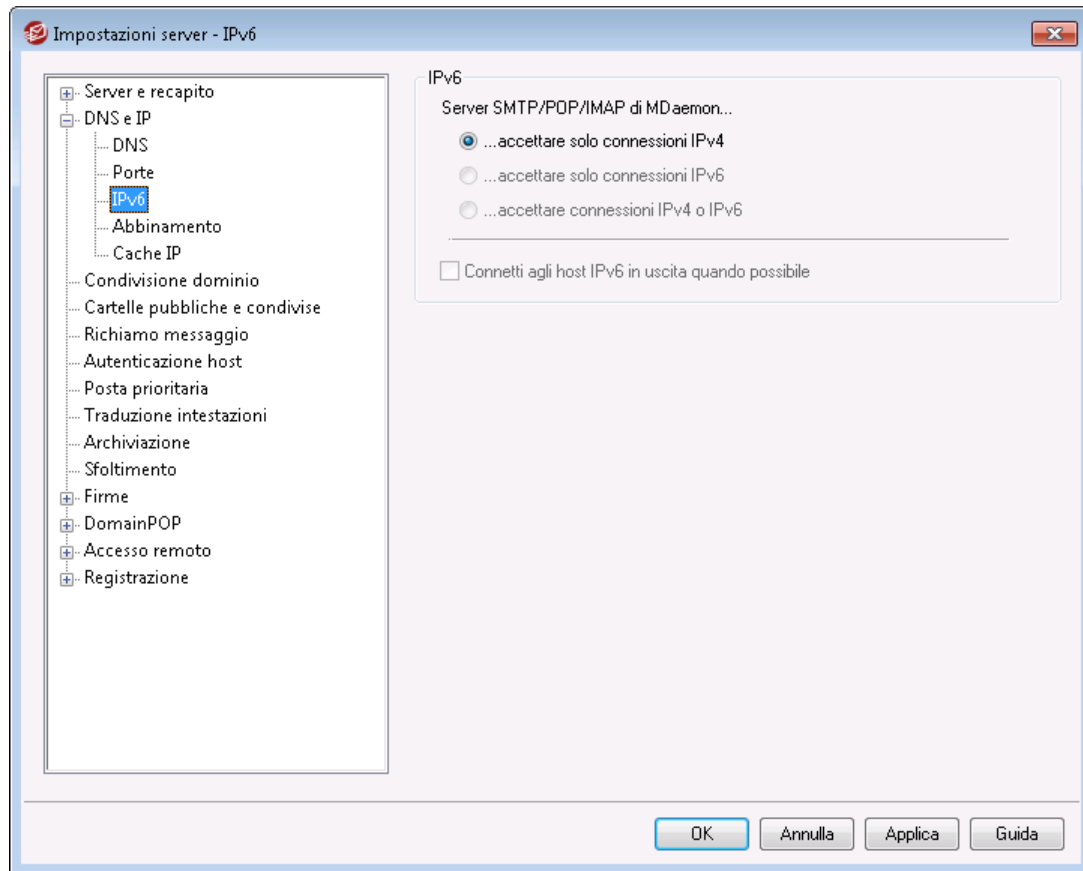 Impostazioni server - IPv6
Server e recapito
DNS e IP
DNS
Porte
IPv6
Abbinamento
Cache IP
Condivisione dominio
Cartelle pubbliche e condivise
Richiamo messaggio
Autenticazione host
Posta prioritaria
Traduzione intestazioni
Archiviazione
Sfoltimento
Firme
DomainPOP
Accesso remoto
Registrazione
IPv6
Server SMTP/POP/IMAP di MDaemon...
...accettare solo connessioni IPv4
...accettare solo connessioni IPv6
...accettare connessioni IPv4 o IPv6
Connetti agli host IPv6 in uscita quando possibile
OK
Annulla
Applica
Guida